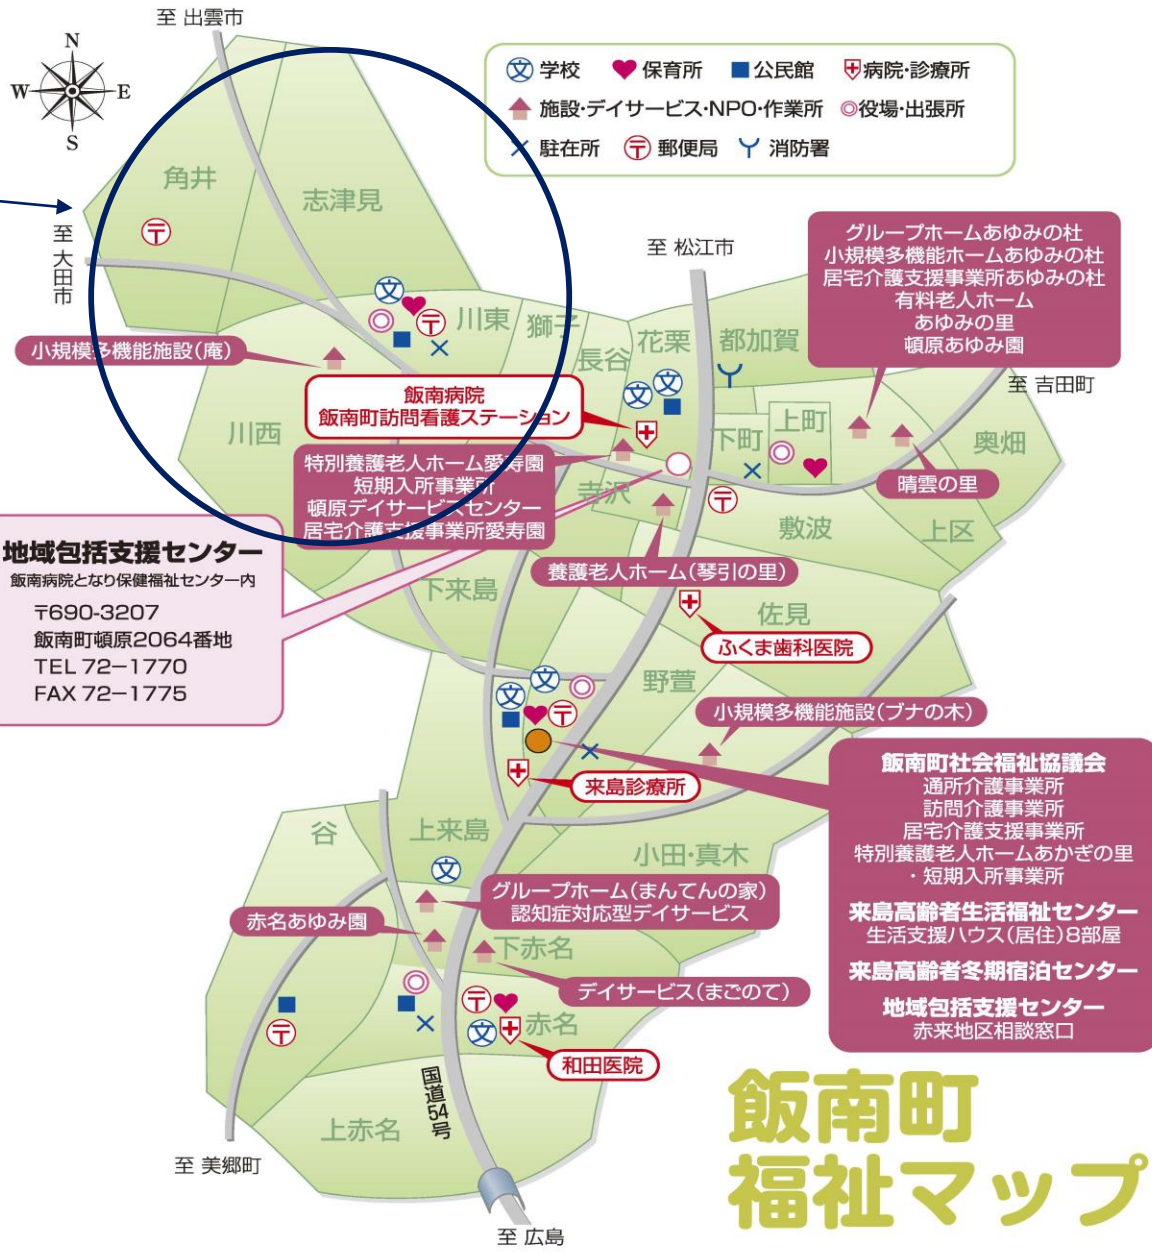 至 出雲市
N
W
E
S
文 学校
保育所
公民館
病院・診療所
施設・デイサービス・NPO・作業所
役場・出張所
駐在所
〒 郵便局
消防署
角井
志津見
〒
至 大田市
至 松江市
グループホームあゆみの杜
小規模多機能ホームあゆみの杜
居宅介護支援事業所あゆみの杜
有料老人ホーム
あゆみの里
頓原あゆみ園
文
〒
川東
獅子
長谷
花栗
都加賀
小規模多機能施設(庵)
至 吉田町
飯南病院
飯南町訪問看護ステーション
文
文
川西
下町
上町
奥畑
特別養護老人ホーム愛寿園
短期入所事業所
頓原デイサービスセンター
居宅介護支援事業所愛寿園
晴雲の里
寺沢
〒
敷波
上区
地域包括支援センター
飯南病院となり保健福祉センター内
〒690-3207
飯南町頓原2064番地
TEL 72-1770
FAX 72-1775
養護老人ホーム(琴引の里)
下来島
佐見
ふくま歯科医院
文
文
〒
野萱
小規模多機能施設(ブナの木)
来島診療所
飯南町社会福祉協議会
通所介護事業所
訪問介護事業所
居宅介護支援事業所
特別養護老人ホームあかぎの里
・短期入所事業所
来島高齢者生活福祉センター
生活支援ハウス(居住)8部屋
来島高齢者冬期宿泊センター
地域包括支援センター
赤来地区相談窓口
谷
上来島
小田・真木
文
グループホーム(まんてんの家)
認知症対応型デイサービス
赤名あゆみ園
下赤名
デイサービス(まごのて)
〒
〒
文
赤名
和田医院
国道54号
上赤名
至 美郷町
至 広島
飯南町
福祉マップ